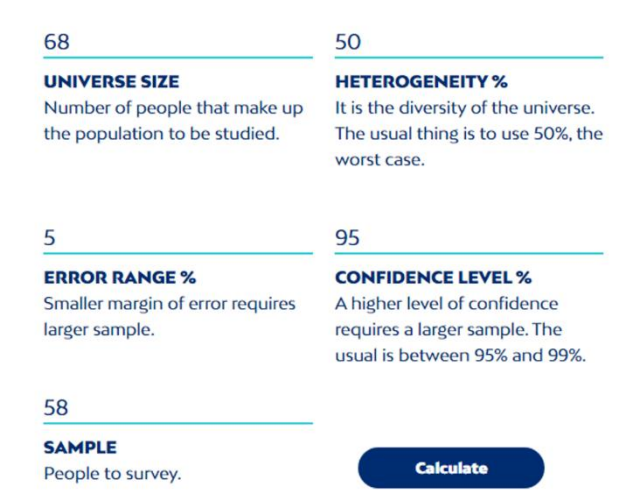 68
UNIVERSE SIZE
Number of people that make up
the population to be studied.
50
HETEROGENEITY %
It is the diversity of the universe.
The usual thing is to use 50%, the
worst case.
5
ERROR RANGE %
Smaller margin of error requires
larger sample.
95
CONFIDENCE LEVEL %
A higher level of confidence
requires a larger sample. The
usual is between 95% and 99%.
58
SAMPLE
People to survey.
Calculate